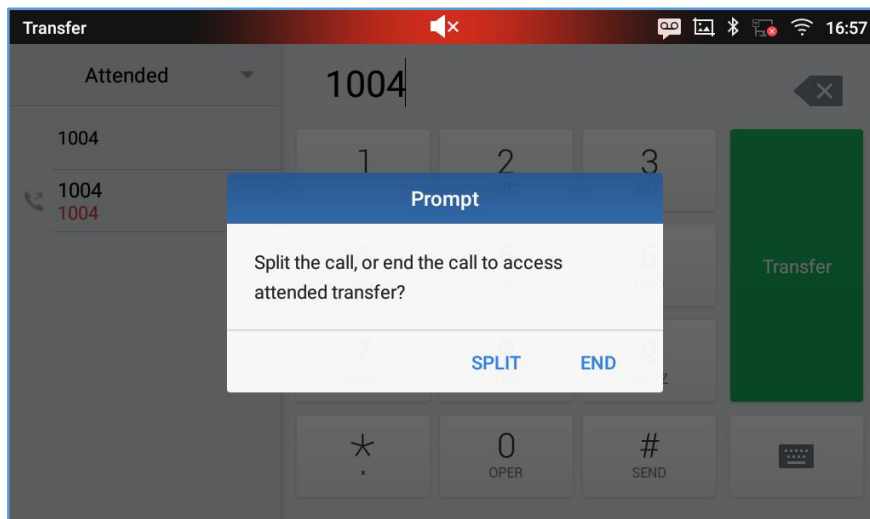 Transfer
16:57
Attended
1004
1004
1004
1004
1
2
3
Prompt
Split the call, or end the call to access
attended transfer?
Transfer
SPLIT
END
0
OPER
#
SEND